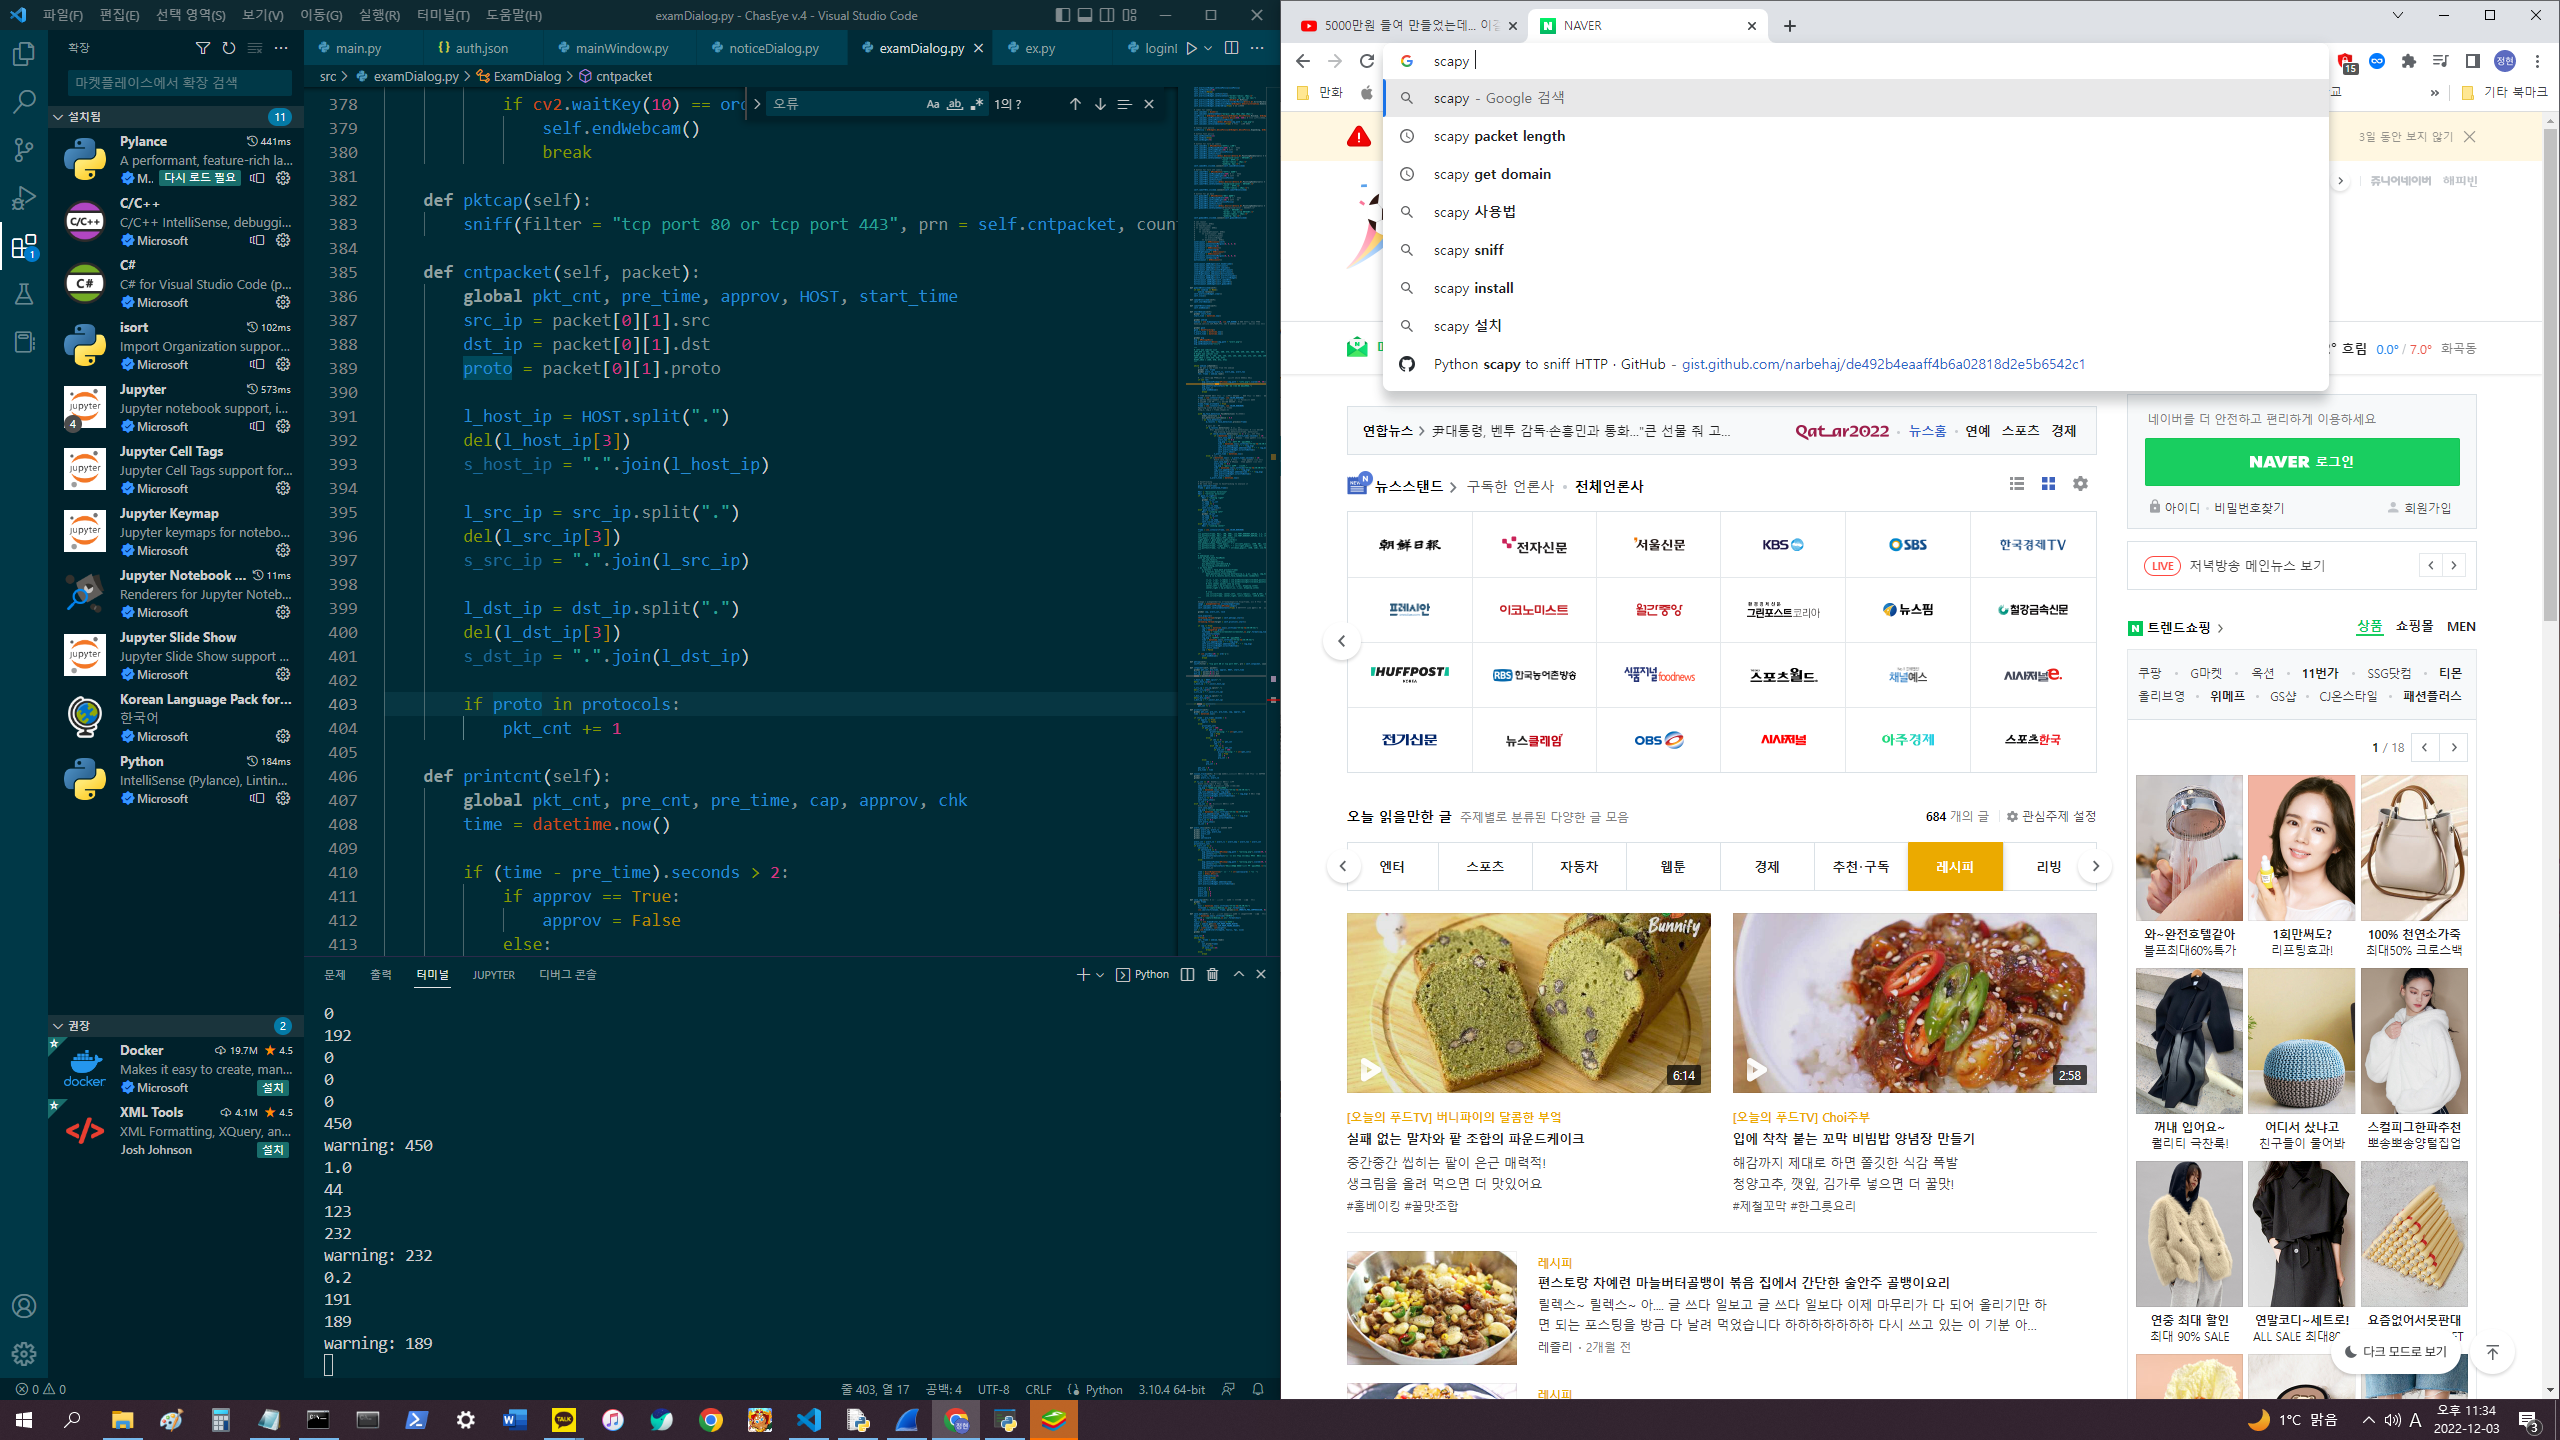 파일(F) 편집(E) 선택 영역(S) 보기(V) 이동(G) 실행(R) 터미널(T) 도움말(H)
examDialog.py - ChasEye v.4 - Visual Studio Code
확장
마켓플레이스에서 확장 검색
설치됨 11
Pylance 441ms
A performant, feature-rich la...
M.. 다시 로드 필요
C/C++
C/C++ IntelliSense, debuggi...
Microsoft
C#
C# for Visual Studio Code (p...
Microsoft
isort 102ms
Import Organization suppor...
Microsoft
Jupyter 573ms
Jupyter notebook support, i...
Microsoft
4
Jupyter Cell Tags
Jupyter Cell Tags support for...
Microsoft
Jupyter Keymap
Jupyter keymaps for notebo...
Microsoft
Jupyter Notebook ... 11ms
Renderers for Jupyter Noteb...
Microsoft
Jupyter Slide Show
Jupyter Slide Show support ...
Microsoft
Korean Language Pack for...
한국어
Microsoft
Python 184ms
IntelliSense (Pylance), Lintin...
Microsoft
권장 2
Docker 19.7M 4.5
Makes it easy to create, man...
Microsoft 설치
XML Tools 4.1M 4.5
XML Formatting, XQuery, an...
Josh Johnson 설치
main.py auth.json mainWindow.py noticeDialog.py examDialog.py ex.py loginI
src > examDialog.py > ExamDialog > cntpacket
오류 Aa ab 1의 ?
378 if cv2.waitKey(10) == or
379 self.endWebcam()
380 break
381
382 def pktcap(self):
383 sniff(filter = "tcp port 80 or tcp port 443", prn = self.cntpacket, coun
384
385 def cntpacket(self, packet):
386 global pkt_cnt, pre_time, approv, HOST, start_time
387 src_ip = packet[0][1].src
388 dst_ip = packet[0][1].dst
389 proto = packet[0][1].proto
390
391 l_host_ip = HOST.split(".")
392 del(l_host_ip[3])
393 s_host_ip = ".".join(l_host_ip)
394
395 l_src_ip = src_ip.split(".")
396 del(l_src_ip[3])
397 s_src_ip = ".".join(l_src_ip)
398
399 l_dst_ip = dst_ip.split(".")
400 del(l_dst_ip[3])
401 s_dst_ip = ".".join(l_dst_ip)
402
403 if proto in protocols:
404 pkt_cnt += 1
405
406 def printcnt(self):
407 global pkt_cnt, pre_cnt, pre_time, cap, approv, chk
408 time = datetime.now()
409
410 if (time - pre_time).seconds > 2:
411 if approv == True:
412 approv = False
413 else:
문제 출력 터미널 JUPYTER 디버그 콘솔 Python
0
192
0
0
0
450
warning: 450
1.0
44
123
232
warning: 232
0.2
191
189
warning: 189
0 0 줄 403, 열 17 공백: 4 UTF-8 CRLF Python 3.10.4 64-bit
5000만원 들여 만들었는데... 이걸 NAVER
scapy
15 정현
만화 교 » 기타 북마크
scapy - Google 검색
scapy packet length
scapy get domain
scapy 사용법
scapy sniff
scapy install
scapy 설치
Python scapy to sniff HTTP · GitHub - gist.github.com/narbehaj/de492b4eaaff4b6a02818d2e5b6542c1
3일 동안 보지 않기
쥬니어네이버 해피빈
흐림 0.0° / 7.0° 화곡동
연합뉴스 > 尹대통령, 벤투 감독·손흥민과 통화..."큰 선물 줘 고... Qatar2022 뉴스홈 연예 스포츠 경제
뉴스스탠드 > 구독한 언론사 전체언론사
朝鮮日報 전자신문 서울신문 KBS SBS 한국경제TV
프레시안 이코노미스트 월간중앙 그린포스트코리아 뉴스핌 철강금속신문
HUFFPOST KOREA RBS 한국농어촌방송 식품저널 foodnews 스포츠월드 채널예스 시사저널e
전기신문 뉴스클레임 OBS 시사저널 아주경제 스포츠한국
오늘 읽을만한 글 주제별로 분류된 다양한 글 모음 684 개의 글 관심주제 설정
엔터 스포츠 자동차 웹툰 경제 추천·구독 레시피 리빙
Bunnify
6:14
2:58
[오늘의 푸드TV] 버니파이의 달콤한 부엌
실패 없는 말차와 팥 조합의 파운드케이크
중간중간 씹히는 팥이 은근 매력적!
생크림을 올려 먹으면 더 맛있어요
#홈베이킹 #꿀맛조합
[오늘의 푸드TV] Choi주부
입에 착착 붙는 꼬막 비빔밥 양념장 만들기
해감까지 제대로 하면 쫄깃한 식감 폭발
청양고추, 깻잎, 김가루 넣으면 더 꿀맛!
#제철꼬막 #한그릇요리
레시피
편스토랑 차예련 마늘버터골뱅이 볶음 집에서 간단한 술안주 골뱅이요리
릴렉스~ 릴렉스~ 아.... 글 쓰다 일보고 글 쓰다 일보다 이제 마무리가 다 되어 올리기만 하
면 되는 포스팅을 방금 다 날려 먹었습니다 하하하하하하하 다시 쓰고 있는 이 기분 아...
레쥴리 · 2개월 전
레시피
네이버를 더 안전하고 편리하게 이용하세요
NAVER 로그인
아이디 · 비밀번호찾기 회원가입
LIVE 저녁방송 메인뉴스 보기
트렌드쇼핑 > 상품 쇼핑몰 MEN
쿠팡 G마켓 옥션 11번가 SSG닷컴 티몬
올리브영 위메프 GS샵 CJ온스타일 패션플러스
1 / 18
와~완전호텔같아 1회만써도? 100% 천연소가죽
블프최대60%특가 리프팅효과! 최대50% 크로스백
꺼내 입어요~ 어디서 샀냐고 스컬피그한파추천
퀄리티 극찬룩! 친구들이 물어봐 뽀송뽀송양털집업
연중 최대 할인 연말코디~세트로! 요즘없어서못판대
최대 90% SALE ALL SALE 최대80
다크 모드로 보기
1°C 맑음 A 오후 11:34
2022-12-03
3